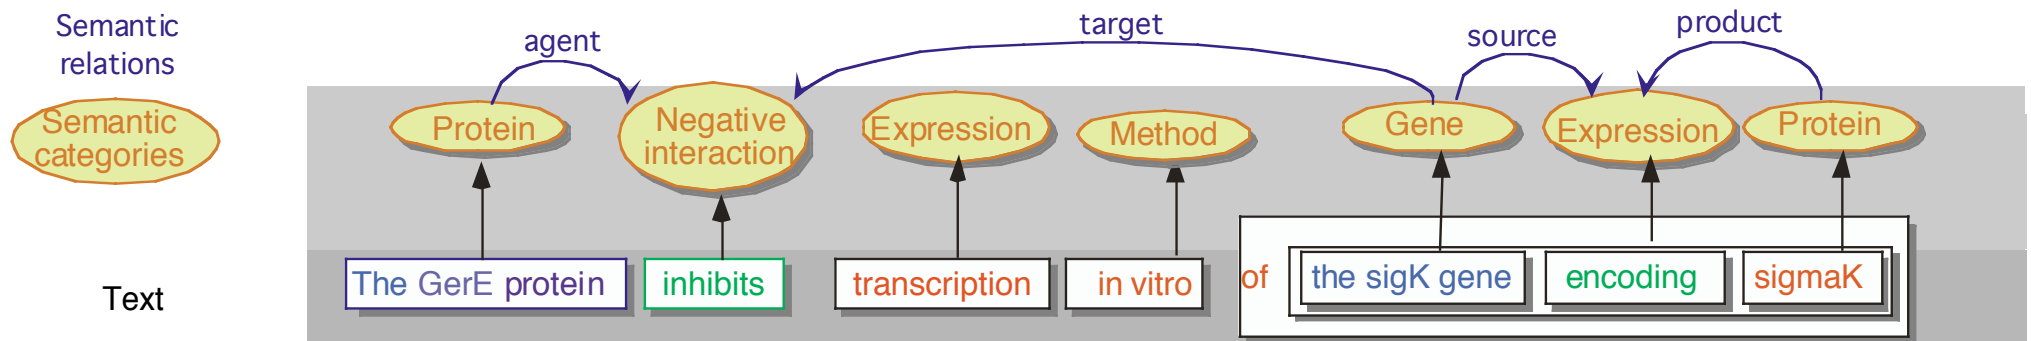 Semantic
relations
agent
target
source
product
Semantic
categories
Protein
Negative
interaction
Expression
Method
Gene
Expression
Protein
Text
The GerE protein
inhibits
transcription
in vitro
of
the sigK gene
encoding
sigmaK